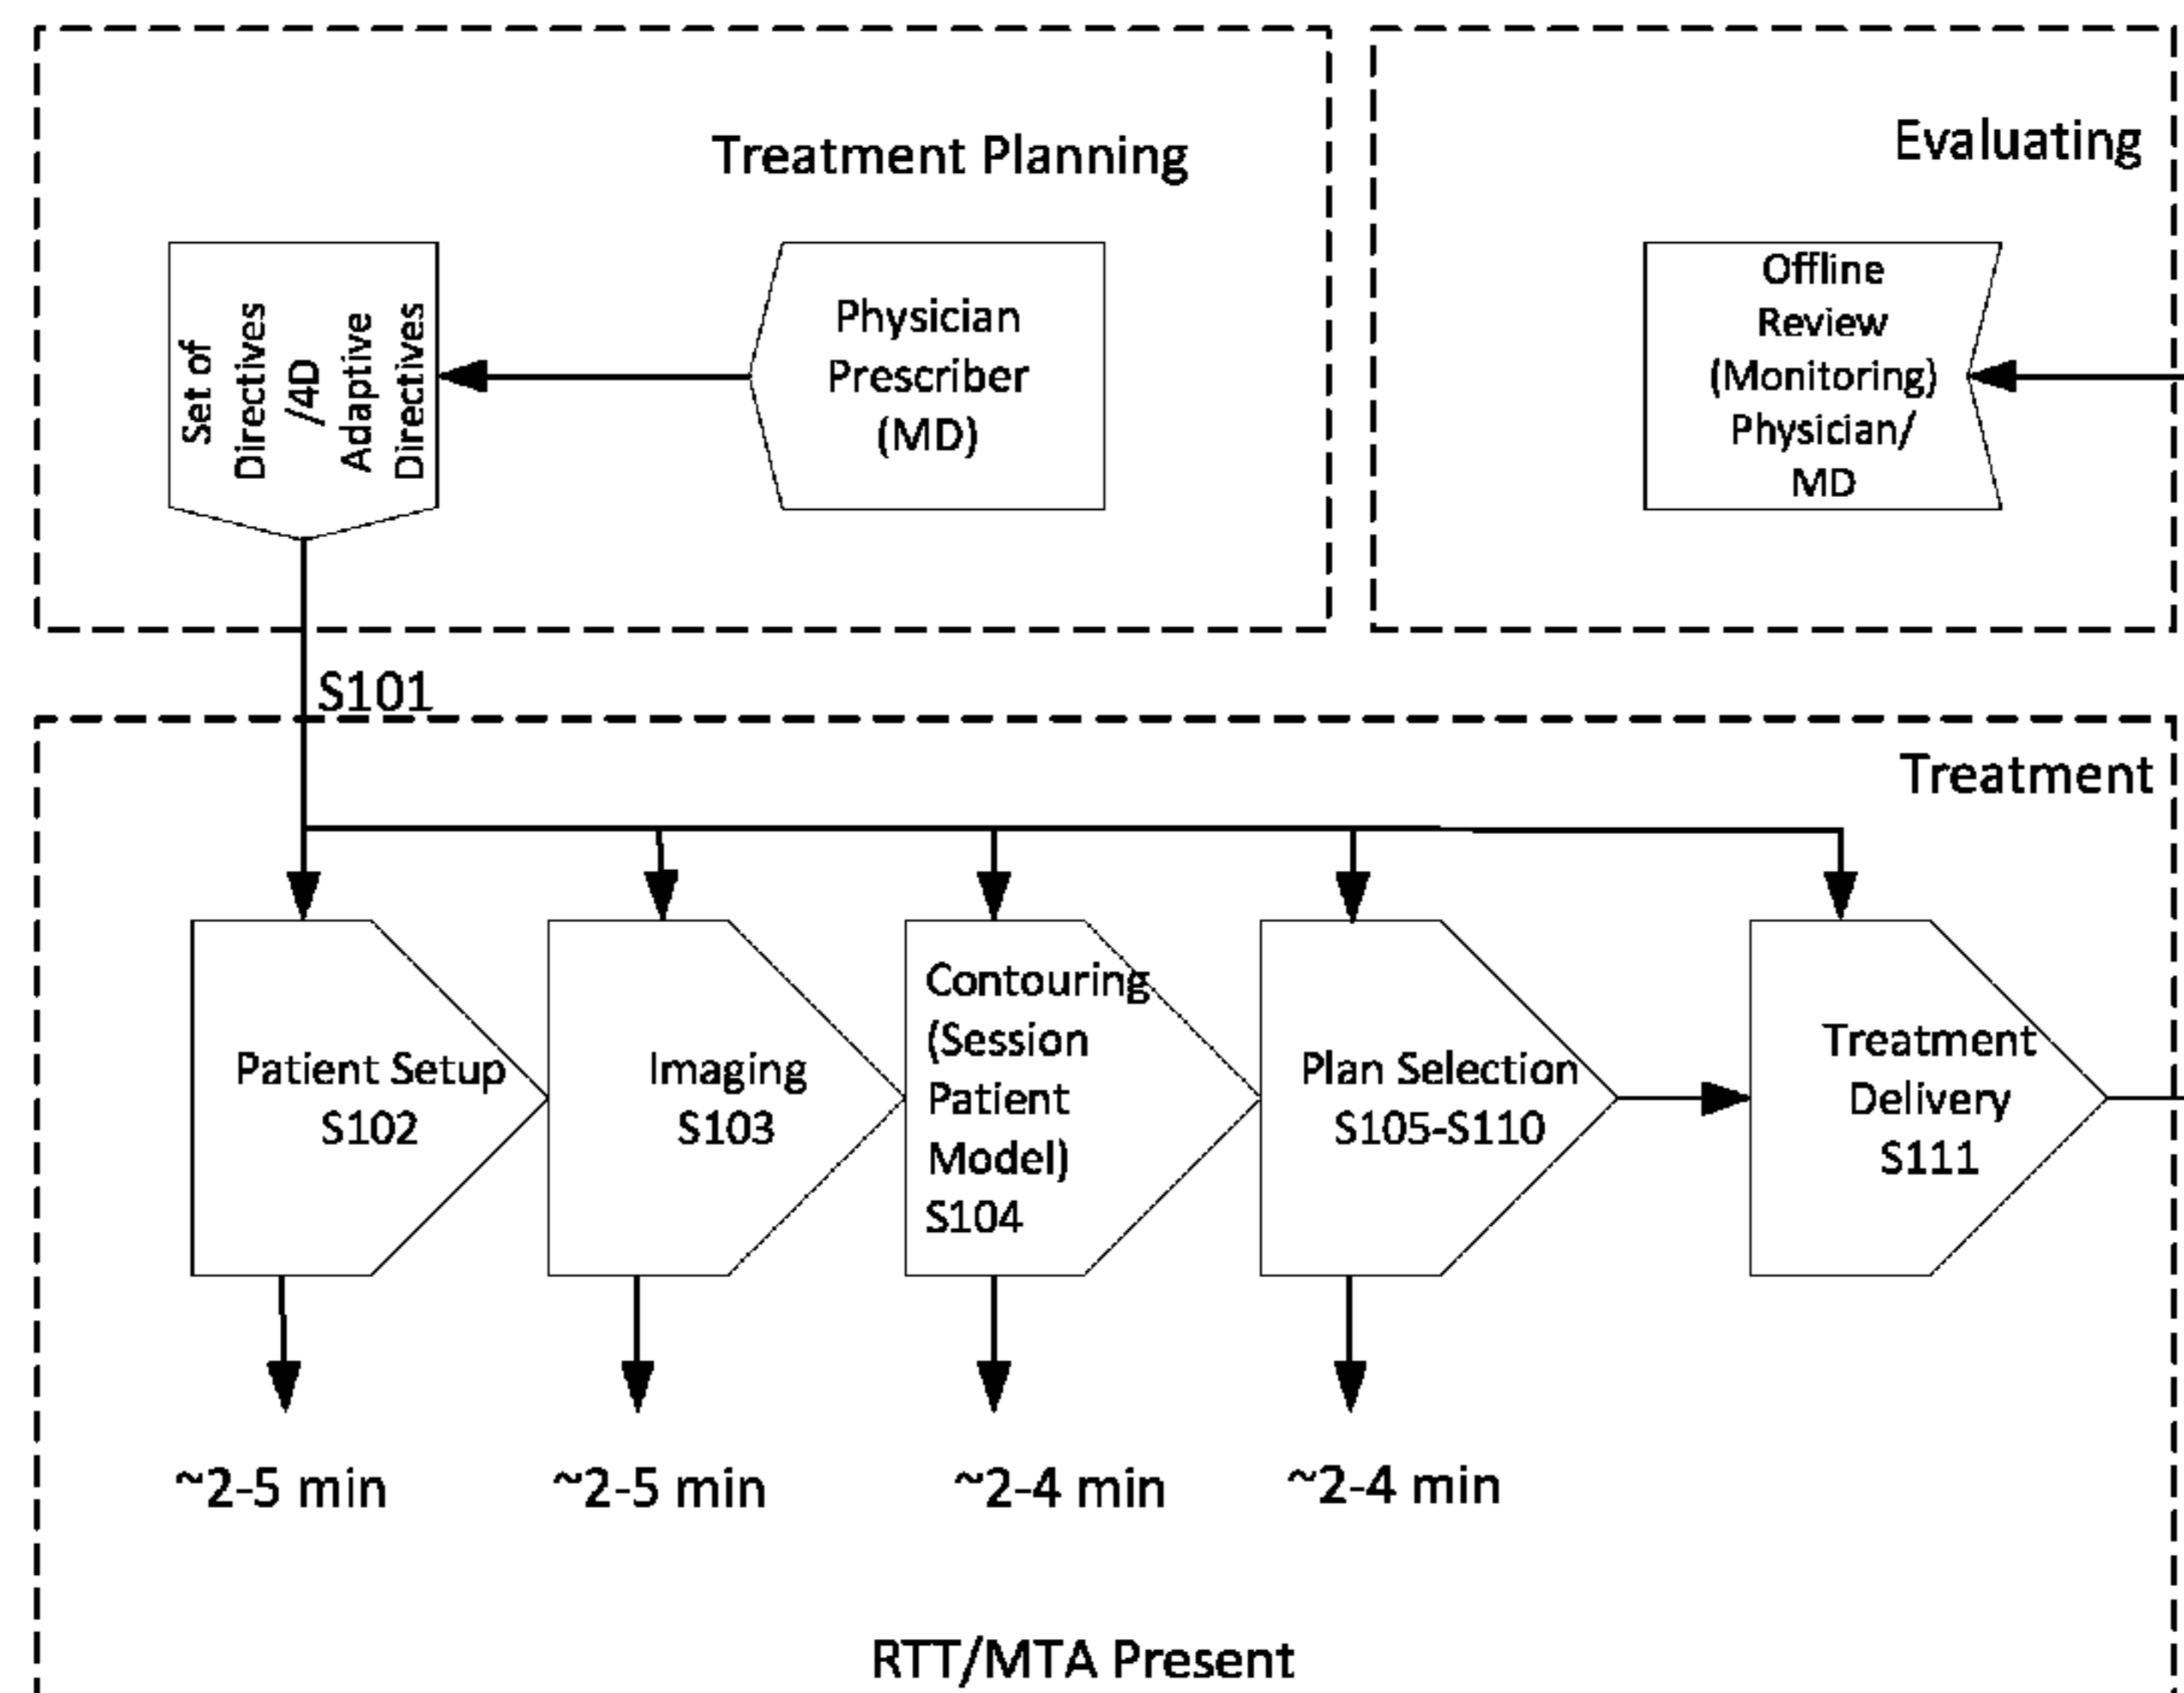 Treatment Planning
Evaluating
Set of
Directives
/4D
Adaptive
Directives
Physician
Prescriber
(MD)
Offline
Review
(Monitoring)
Physician/
MD
S101
Treatment
Patient Setup
S102
Imaging
S103
Contouring
(Session
Patient
Model)
S104
Plan Selection
S105-S110
Treatment
Delivery
S111
~2-5 min
~2-5 min
~2-4 min
~2-4 min
RTT/MTA Present